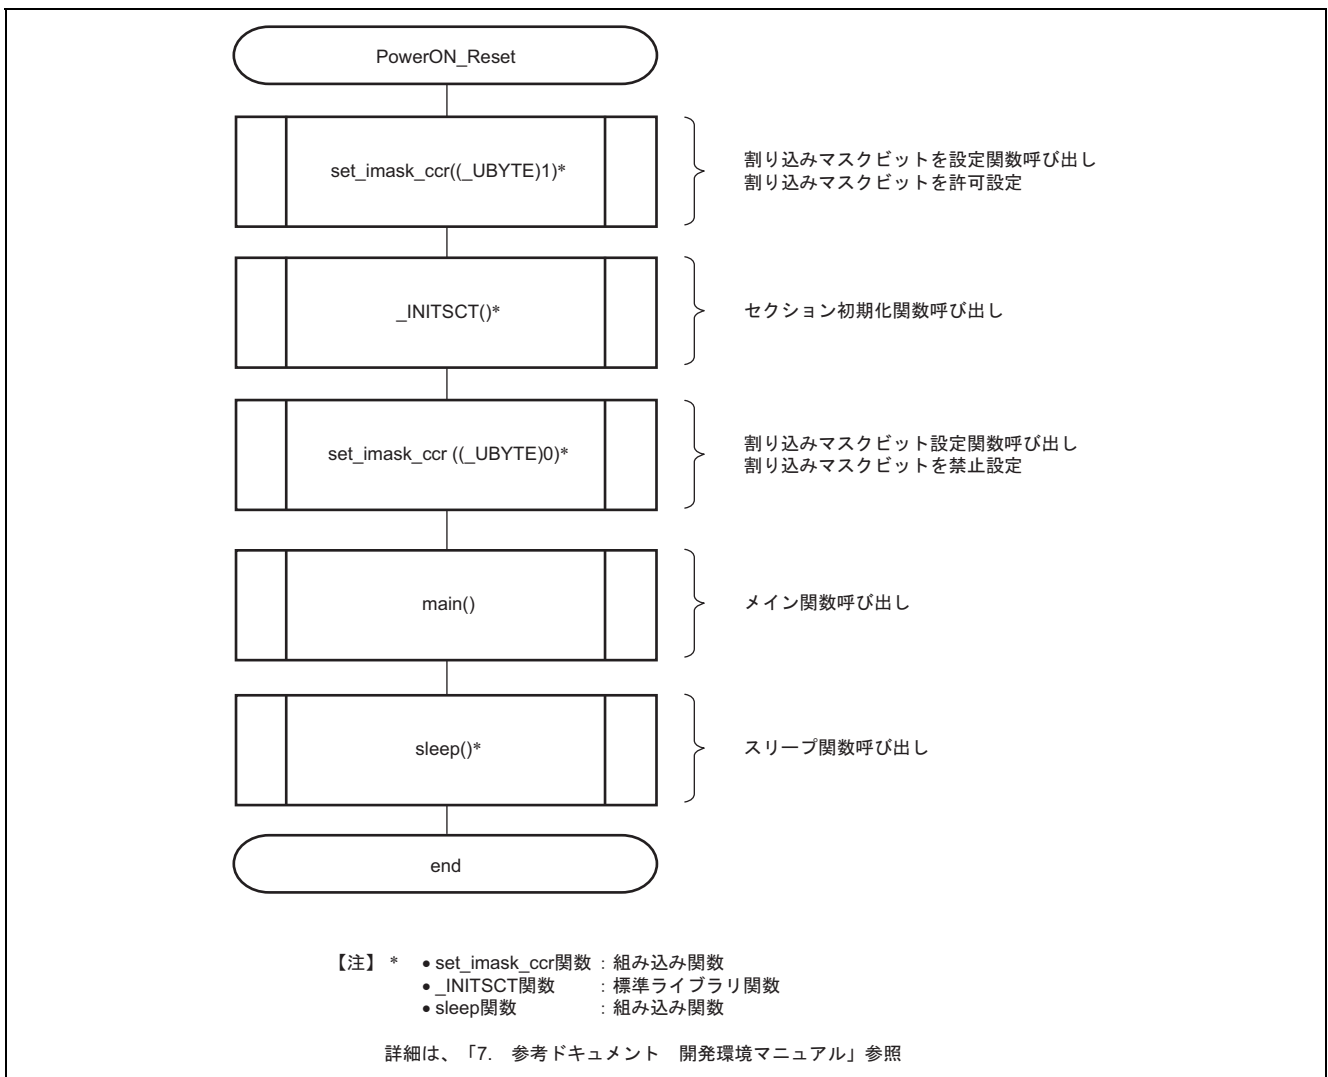 PowerON_Reset
set_imask_ccr((_UBYTE)1)*
割り込みマスクビットを設定関数呼び出し
割り込みマスクビットを許可設定
_INITSCT()*
セクション初期化関数呼び出し
set_imask_ccr ((_UBYTE)0)*
割り込みマスクビット設定関数呼び出し
割り込みマスクビットを禁止設定
main()
メイン関数呼び出し
sleep()*
スリープ関数呼び出し
end
【注】 * ● set_imask_ccr関数 : 組み込み関数
● _INITSCT関数 : 標準ライブラリ関数
● sleep関数 : 組み込み関数
詳細は、「7. 参考ドキュメント 開発環境マニュアル」参照